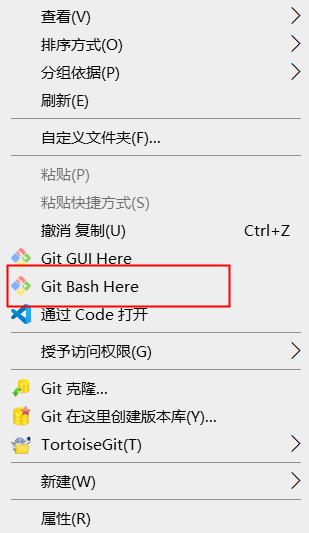 查看(V)
排序方式(O)
分组依据(P)
刷新(E)
自定义文件夹(F)...
粘贴(P)
粘贴快捷方式(S)
撤消 复制(U) Ctrl+Z
Git GUI Here
Git Bash Here
通过 Code 打开
授予访问权限(G)
Git 克隆...
Git 在这里创建版本库(Y)...
TortoiseGit(T)
新建(W)
属性(R)